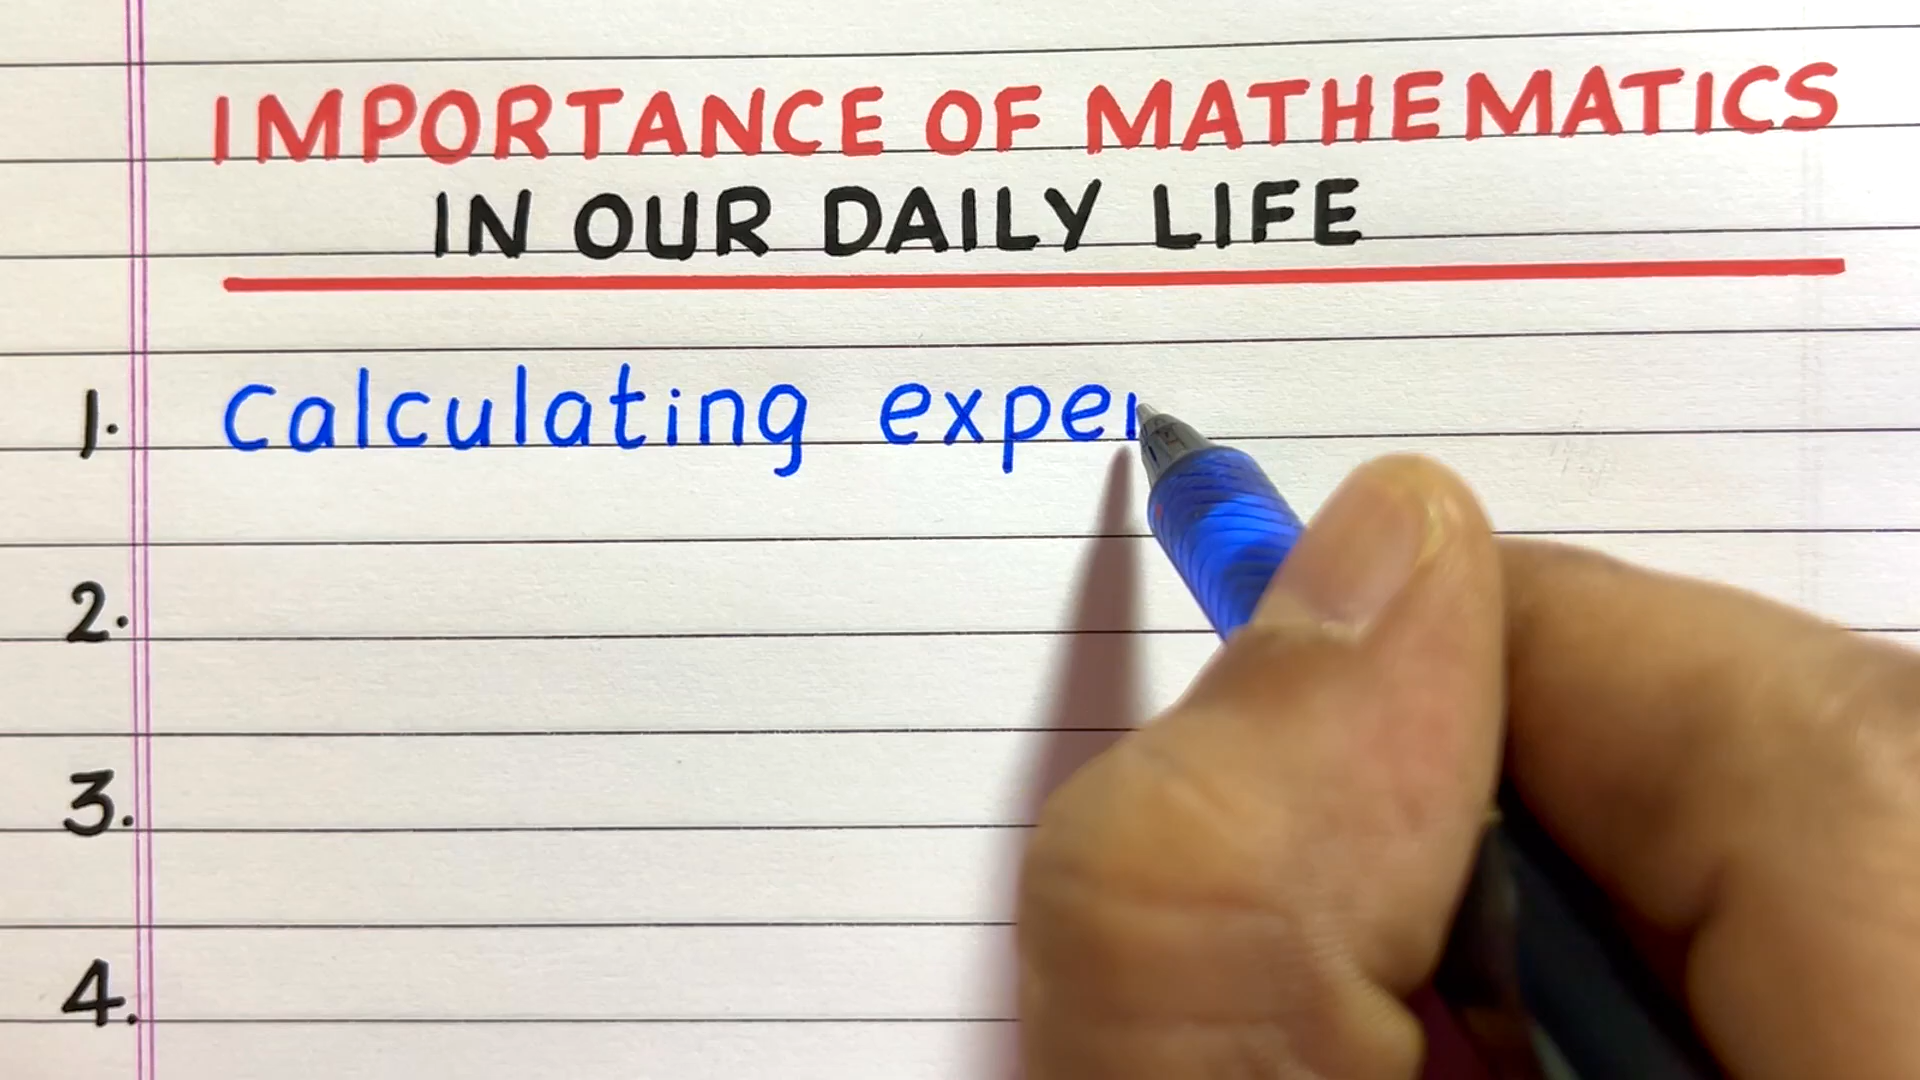 IMPORTANCE OF MATHEMATICS
IN OUR DAILY LIFE
1. Calculating expe
2.
3.
4.